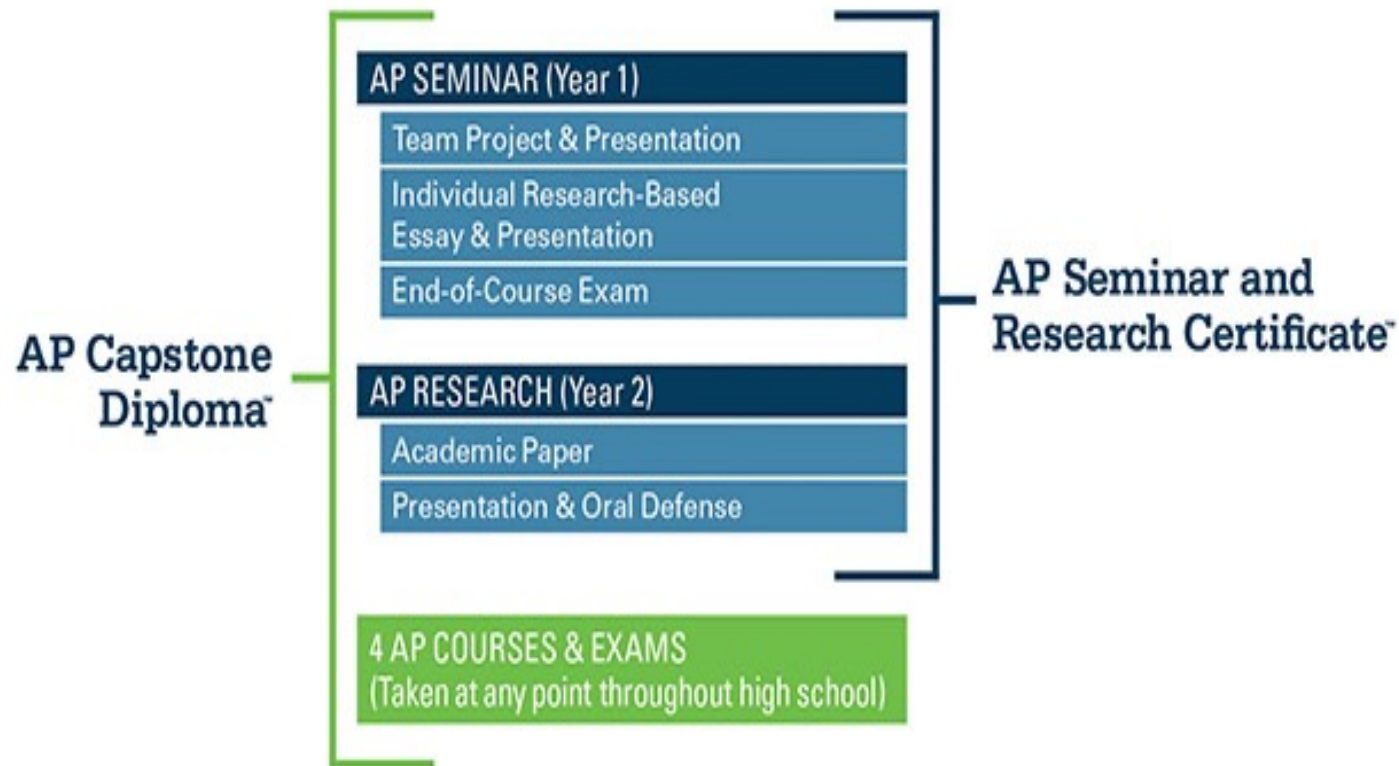 AP SEMINAR (Year 1)
Team Project & Presentation
Individual Research-Based
Essay & Presentation
End-of-Course Exam
AP Capstone
Diploma™
AP Seminar and
Research Certificate™
AP RESEARCH (Year 2)
Academic Paper
Presentation & Oral Defense
4 AP COURSES & EXAMS
(Taken at any point throughout high school)